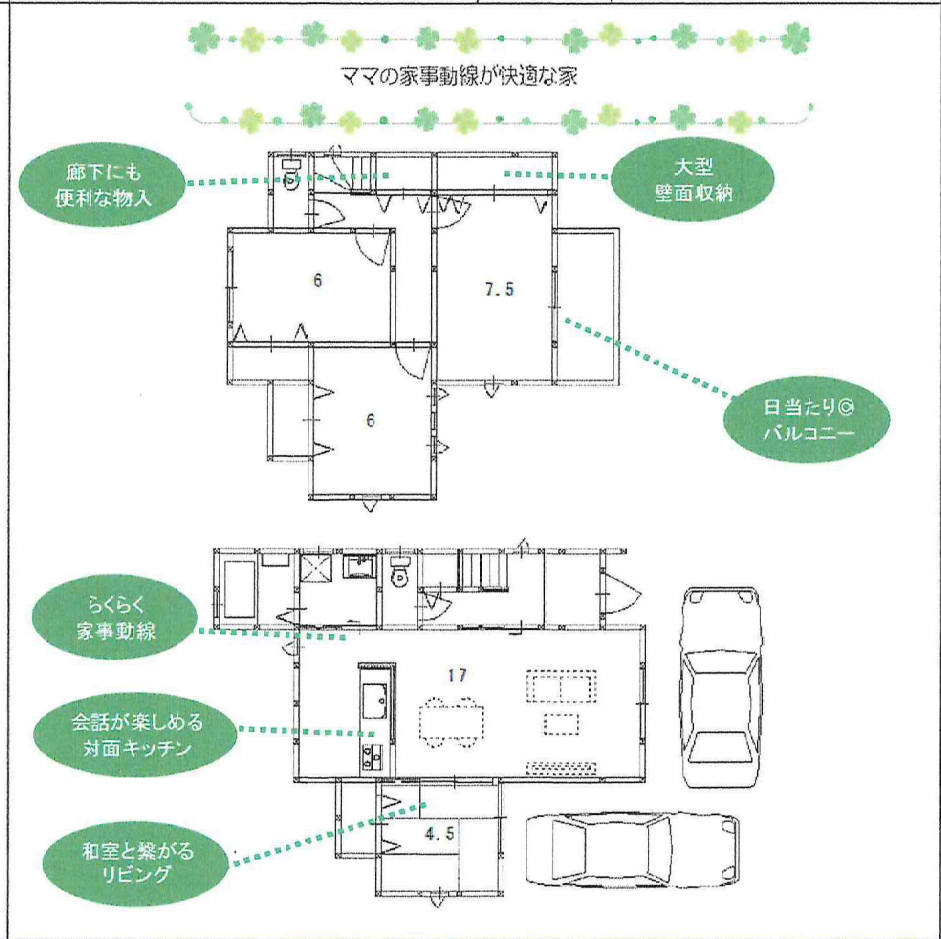 ママの家事動線が快適な家
廊下にも
便利な物入
大型
壁面収納
6
7.5
6
日当たり◎
バルコニー
らくらく
家事動線
17
会話が楽しめる
対面キッチン
4.5
和室と繋がる
リビング